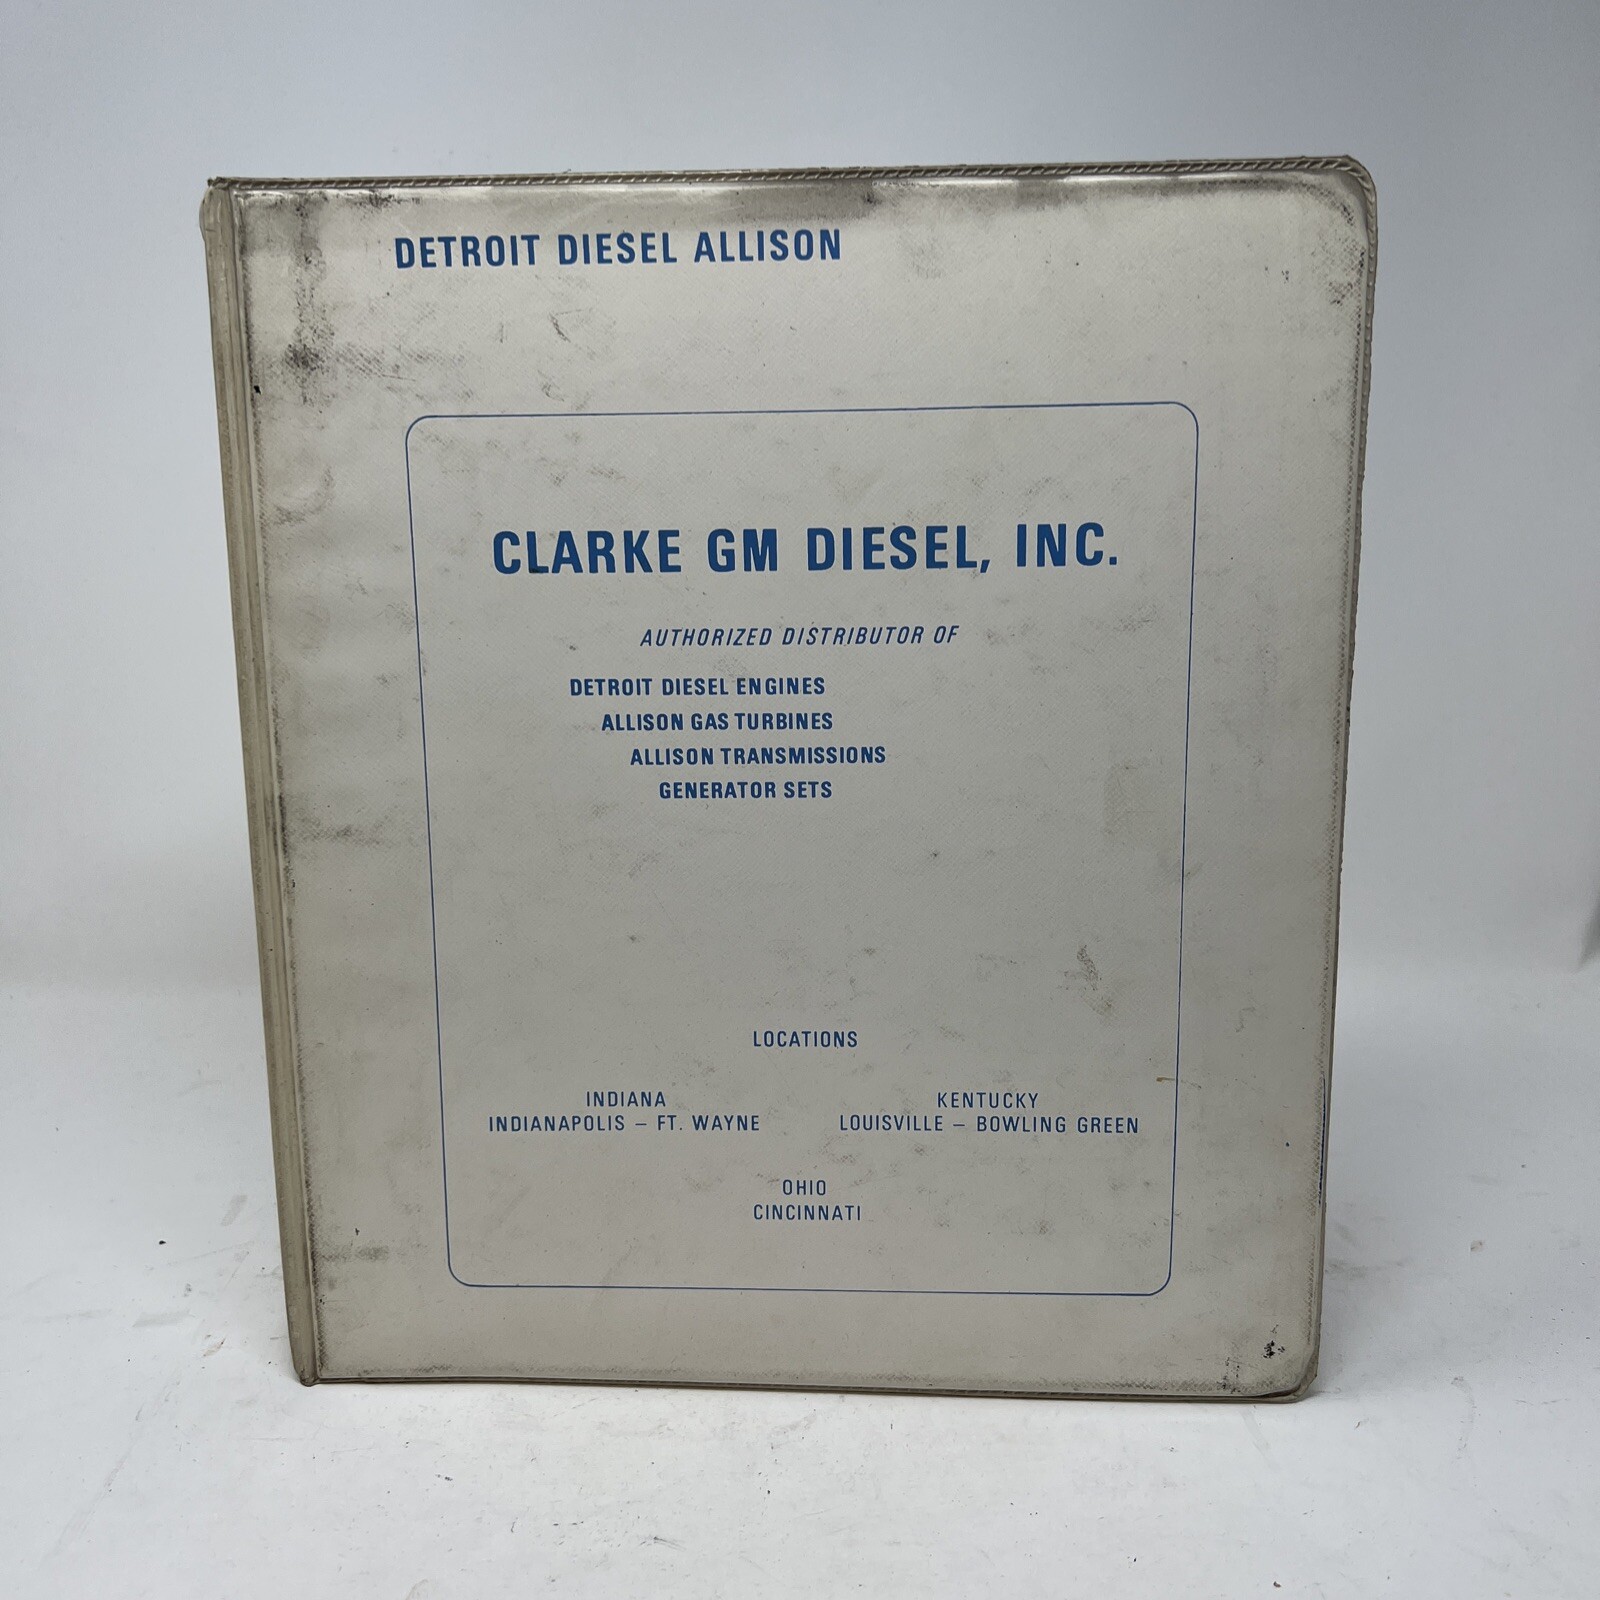 DETROIT DIESEL ALLISON
CLARKE GM DIESEL, INC.
AUTHORIZED DISTRIBUTOR OF
DETROIT DIESEL ENGINES
ALLISON GAS TURBINES
ALLISON TRANSMISSIONS
GENERATOR SETS
LOCATIONS
INDIANA
INDIANAPOLIS – FT. WAYNE
KENTUCKY
LOUISVILLE – BOWLING GREEN
OHIO
CINCINNATI